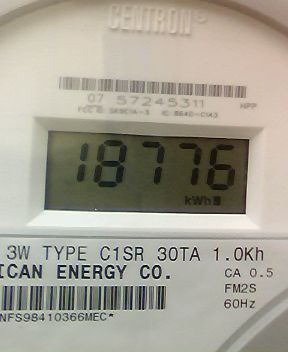 CENTRON®
07 57245311 HPP
18776
kWh
3W TYPE C1SR 30TA 1.0Kh
ICAN ENERGY CO. CA 0.5
FM2S
60Hz
NFS98410366MEC*